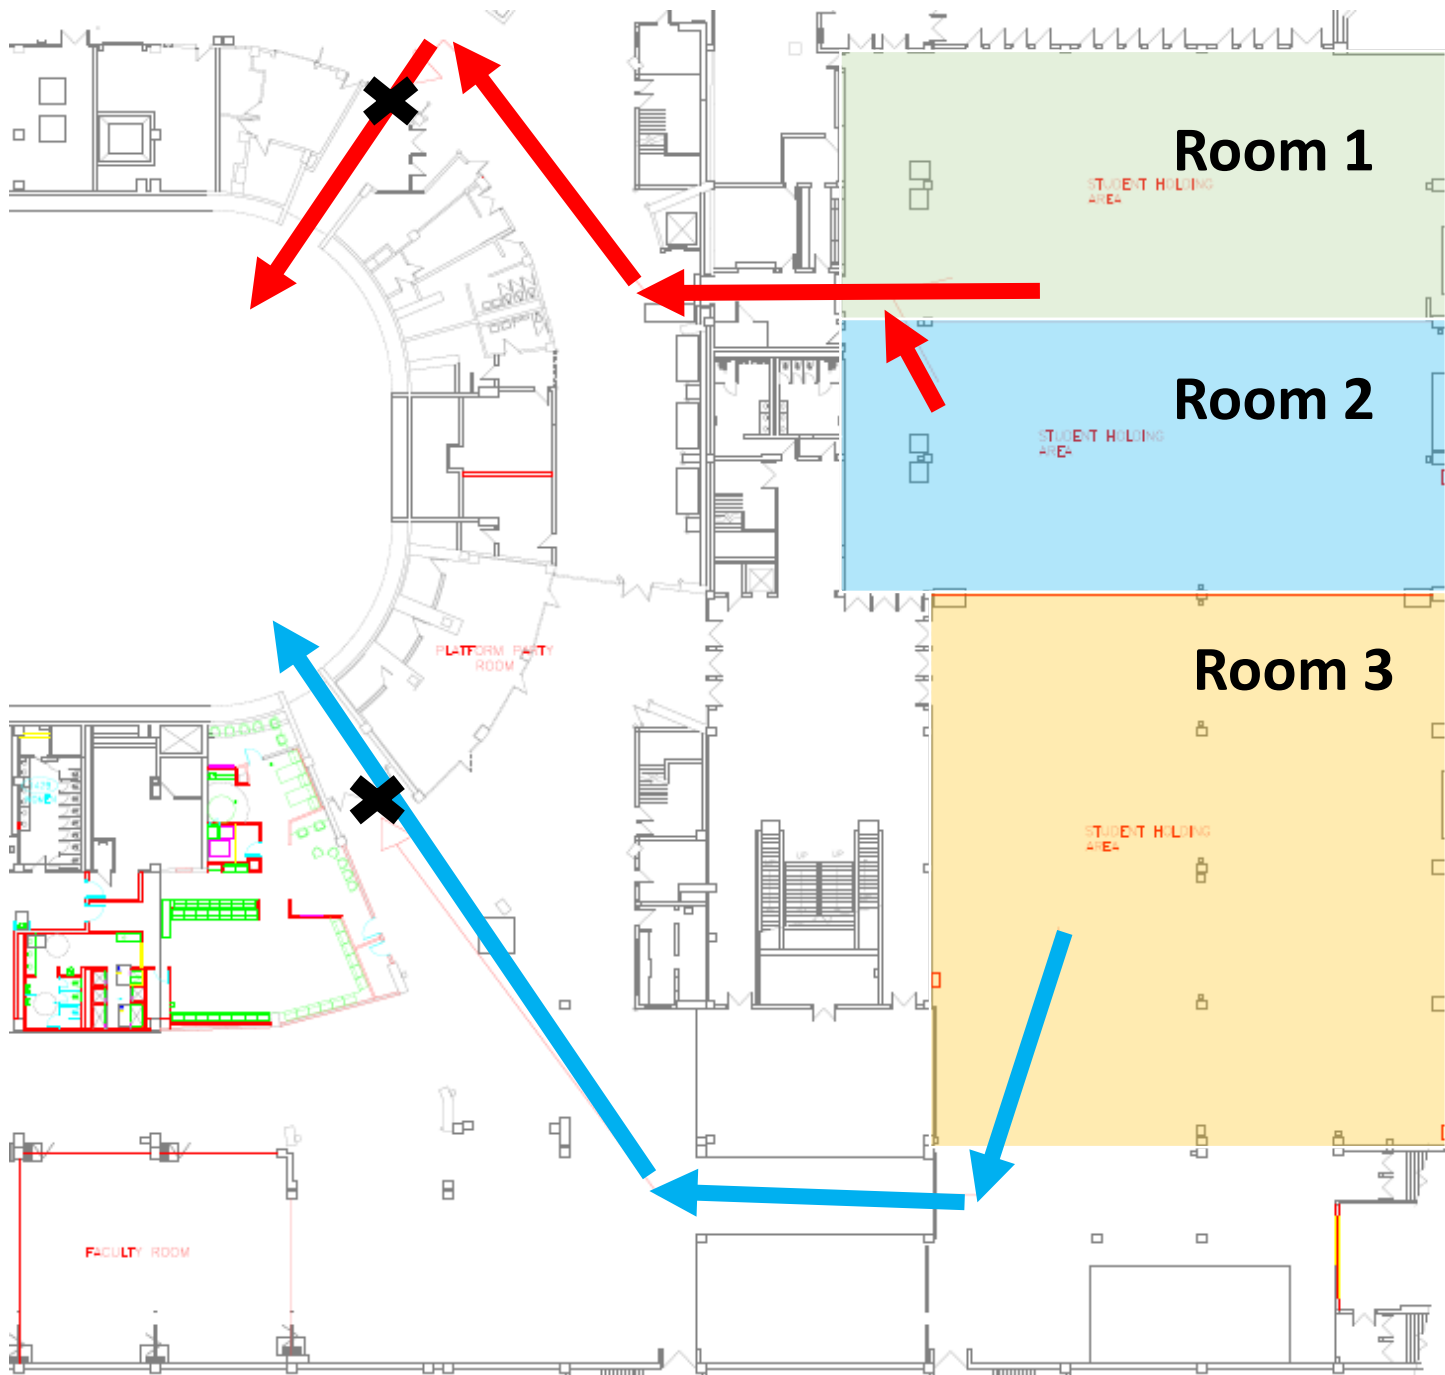 Room 1
STUDENT HOLDING
AREA
Room 2
STUDENT HOLDING
AREA
PLATFORM PARTY
ROOM
Room 3
STUDENT HOLDING
AREA
UP
UP
FACULTY ROOM